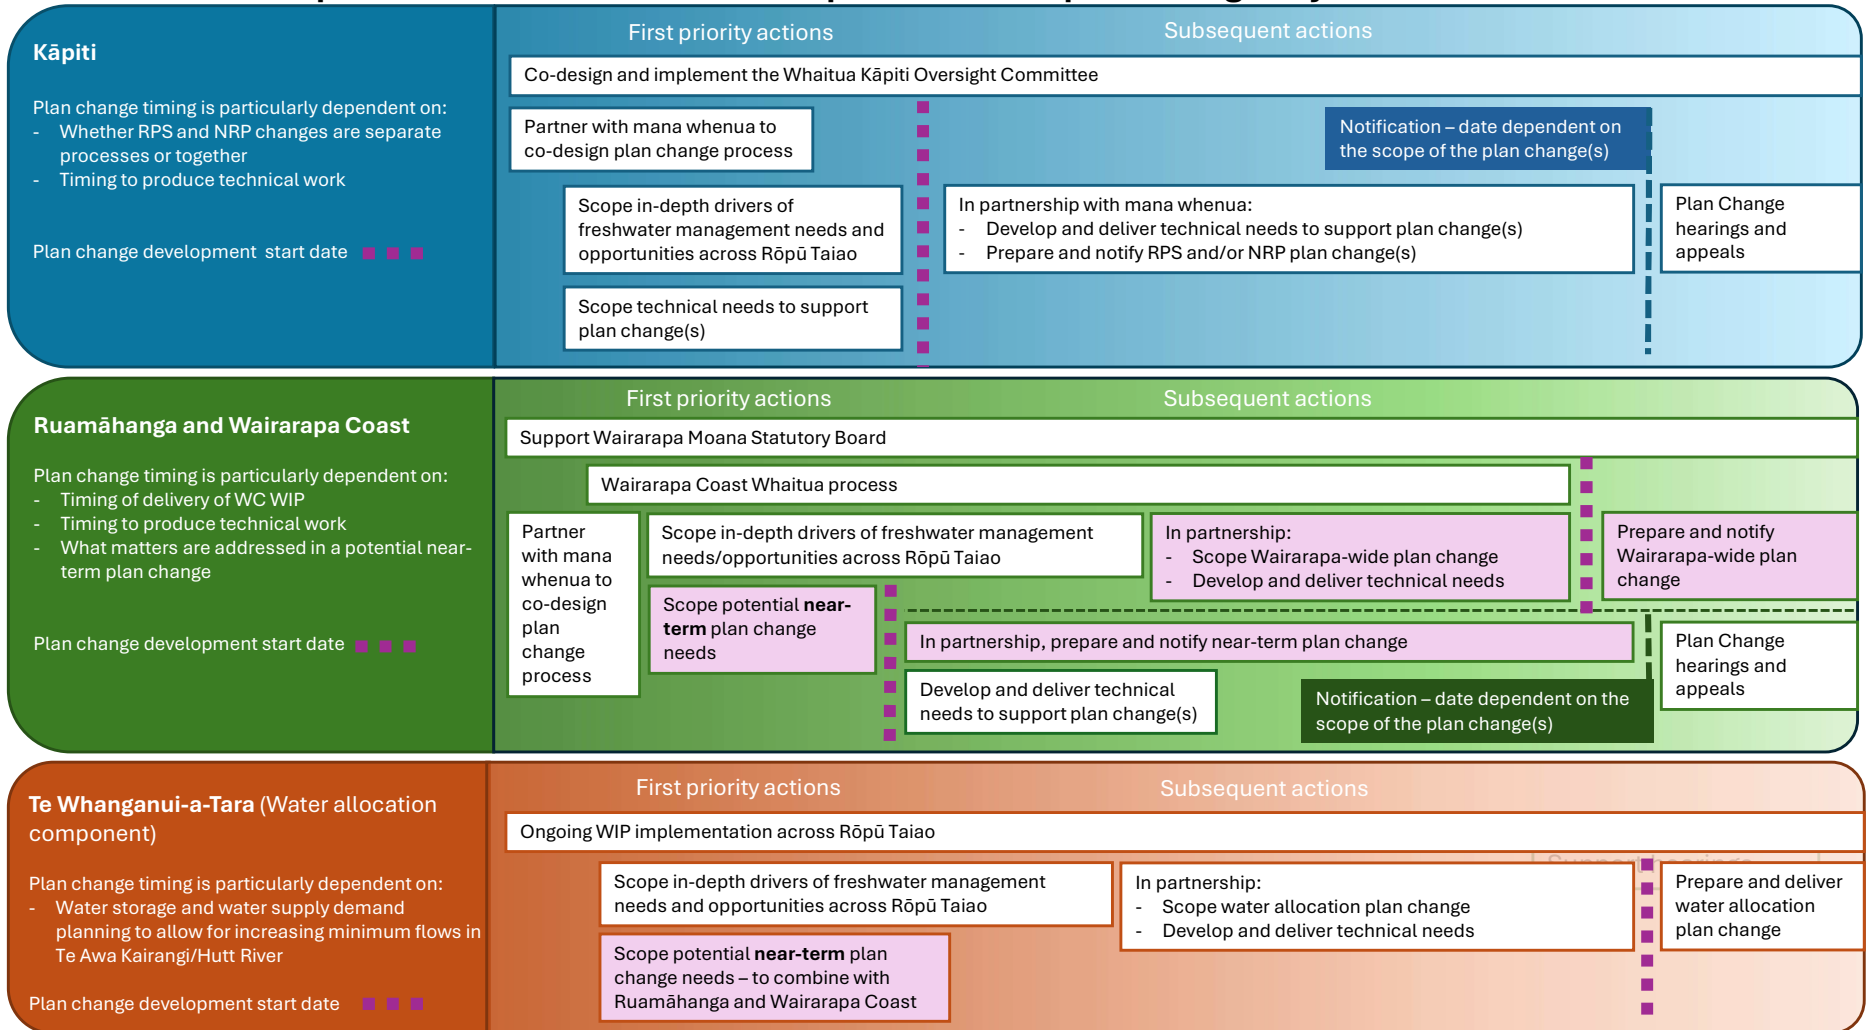 Kāpiti
Plan change timing is particularly dependent on:
- Whether RPS and NRP changes are separate
processes or together
- Timing to produce technical work
Plan change development start date
First priority actions
Subsequent actions
Co-design and implement the Whaitua Kāpiti Oversight Committee
Partner with mana whenua to
co-design plan change process
Notification – date dependent on
the scope of the plan change(s)
Scope in-depth drivers of
freshwater management needs and
opportunities across Rōpū Taiao
In partnership with mana whenua:
- Develop and deliver technical needs to support plan change(s)
- Prepare and notify RPS and/or NRP plan change(s)
Plan Change
hearings and
appeals
Scope technical needs to support
plan change(s)
Ruamāhanga and Wairarapa Coast
Plan change timing is particularly dependent on:
- Timing of delivery of WC WIP
- Timing to produce technical work
- What matters are addressed in a potential near-
term plan change
Plan change development start date
First priority actions
Subsequent actions
Support Wairarapa Moana Statutory Board
Wairarapa Coast Whaitua process
Partner
with mana
whenua to
co-design
plan
change
process
Scope in-depth drivers of freshwater management
needs/opportunities across Rōpū Taiao
In partnership:
- Scope Wairarapa-wide plan change
- Develop and deliver technical needs
Prepare and notify
Wairarapa-wide plan
change
Scope potential near-
term plan change
needs
In partnership, prepare and notify near-term plan change
Plan Change
hearings and
appeals
Develop and deliver technical
needs to support plan change(s)
Notification – date dependent on the
scope of the plan change(s)
Te Whanganui-a-Tara (Water allocation
component)
Plan change timing is particularly dependent on:
- Water storage and water supply demand
planning to allow for increasing minimum flows in
Te Awa Kairangi/Hutt River
Plan change development start date
First priority actions
Subsequent actions
Ongoing WIP implementation across Rōpū Taiao
Scope in-depth drivers of freshwater management
needs and opportunities across Rōpū Taiao
In partnership:
- Scope water allocation plan change
- Develop and deliver technical needs
Prepare and deliver
water allocation
plan change
Scope potential near-term plan
change needs – to combine with
Ruamāhanga and Wairarapa Coast